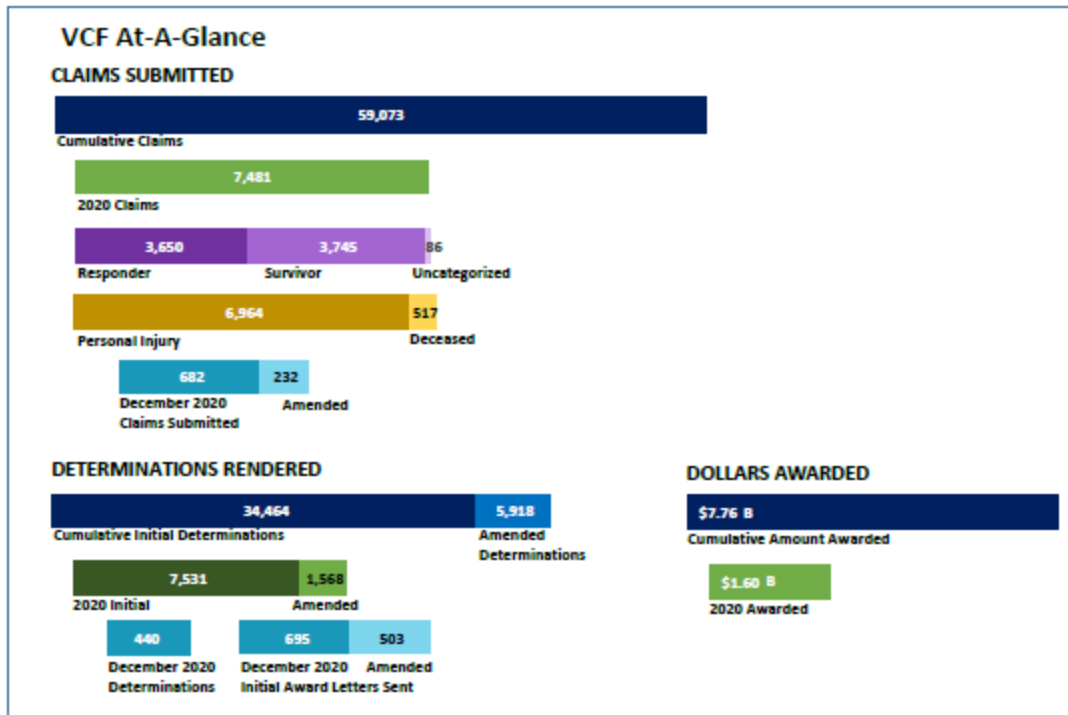 VCF At-A-Glance
CLAIMS SUBMITTED
59,073
Cumulative Claims
7,481
2020 Claims
3,650 3,745 86
Responder Survivor Uncategorized
6,964 517
Personal Injury Deceased
682 232
December 2020 Amended
Claims Submitted
DETERMINATIONS RENDERED
34,464 5,918
Cumulative Initial Determinations Amended
Determinations
7,531 1,568
2020 Initial Amended
440 695 503
December 2020 December 2020 Amended
Determinations Initial Award Letters Sent
DOLLARS AWARDED
$7.76 B
Cumulative Amount Awarded
$1.60 B
2020 Awarded